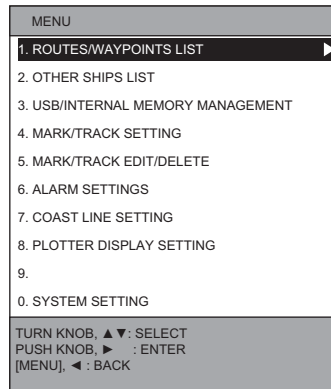 MENU
1. ROUTES/WAYPOINTS LIST ▶
2. OTHER SHIPS LIST
3. USB/INTERNAL MEMORY MANAGEMENT
4. MARK/TRACK SETTING
5. MARK/TRACK EDIT/DELETE
6. ALARM SETTINGS
7. COAST LINE SETTING
8. PLOTTER DISPLAY SETTING
9.
0. SYSTEM SETTING
TURN KNOB, ▲▼: SELECT
PUSH KNOB, ► : ENTER
[MENU], ◄ : BACK